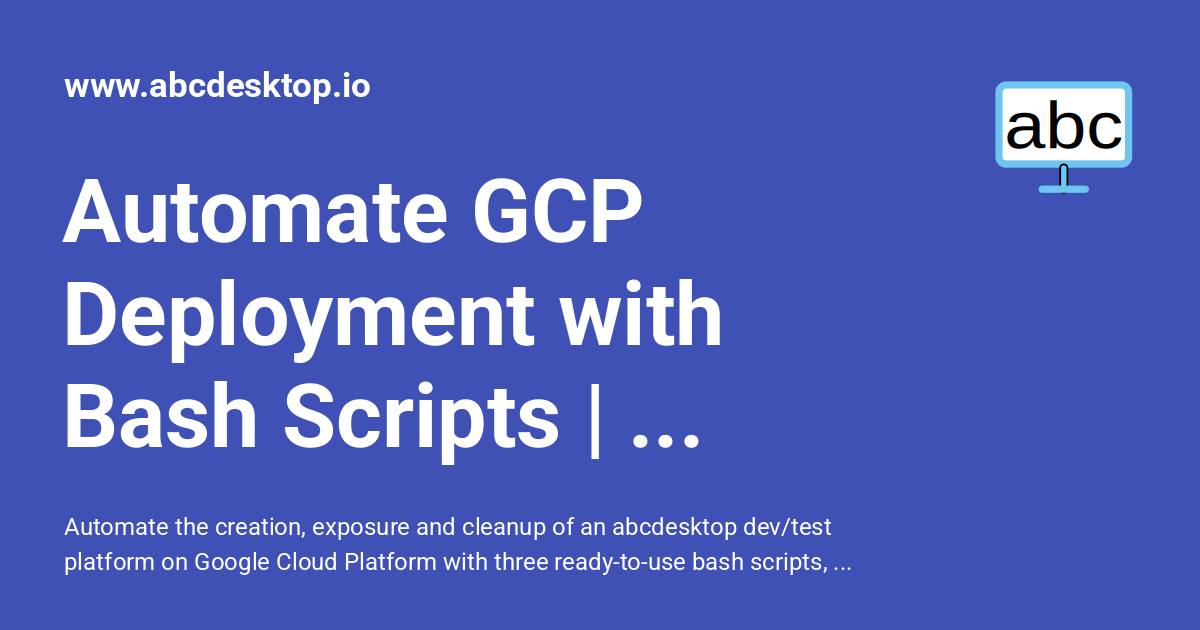 www.abcdesktop.io
abc
Automate GCP
Deployment with
Bash Scripts | ...
Automate the creation, exposure and cleanup of an abcdesktop dev/test
platform on Google Cloud Platform with three ready-to-use bash scripts, ...